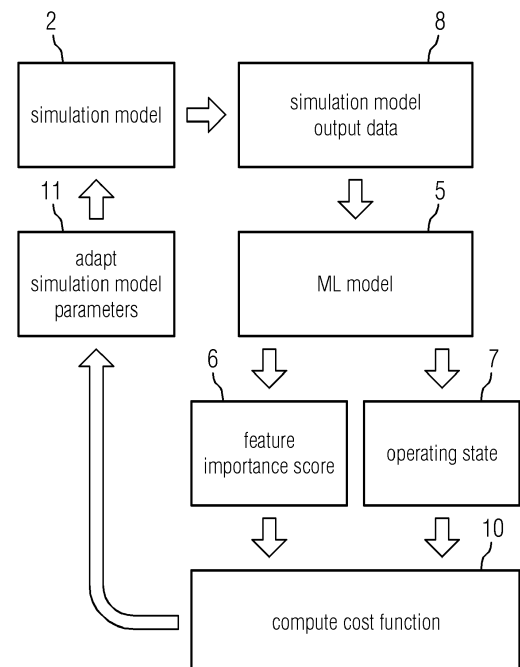 2
8
simulation model
simulation model
output data
11
5
adapt
simulation model
parameters
ML model
6
7
feature
importance score
operating state
10
compute cost function